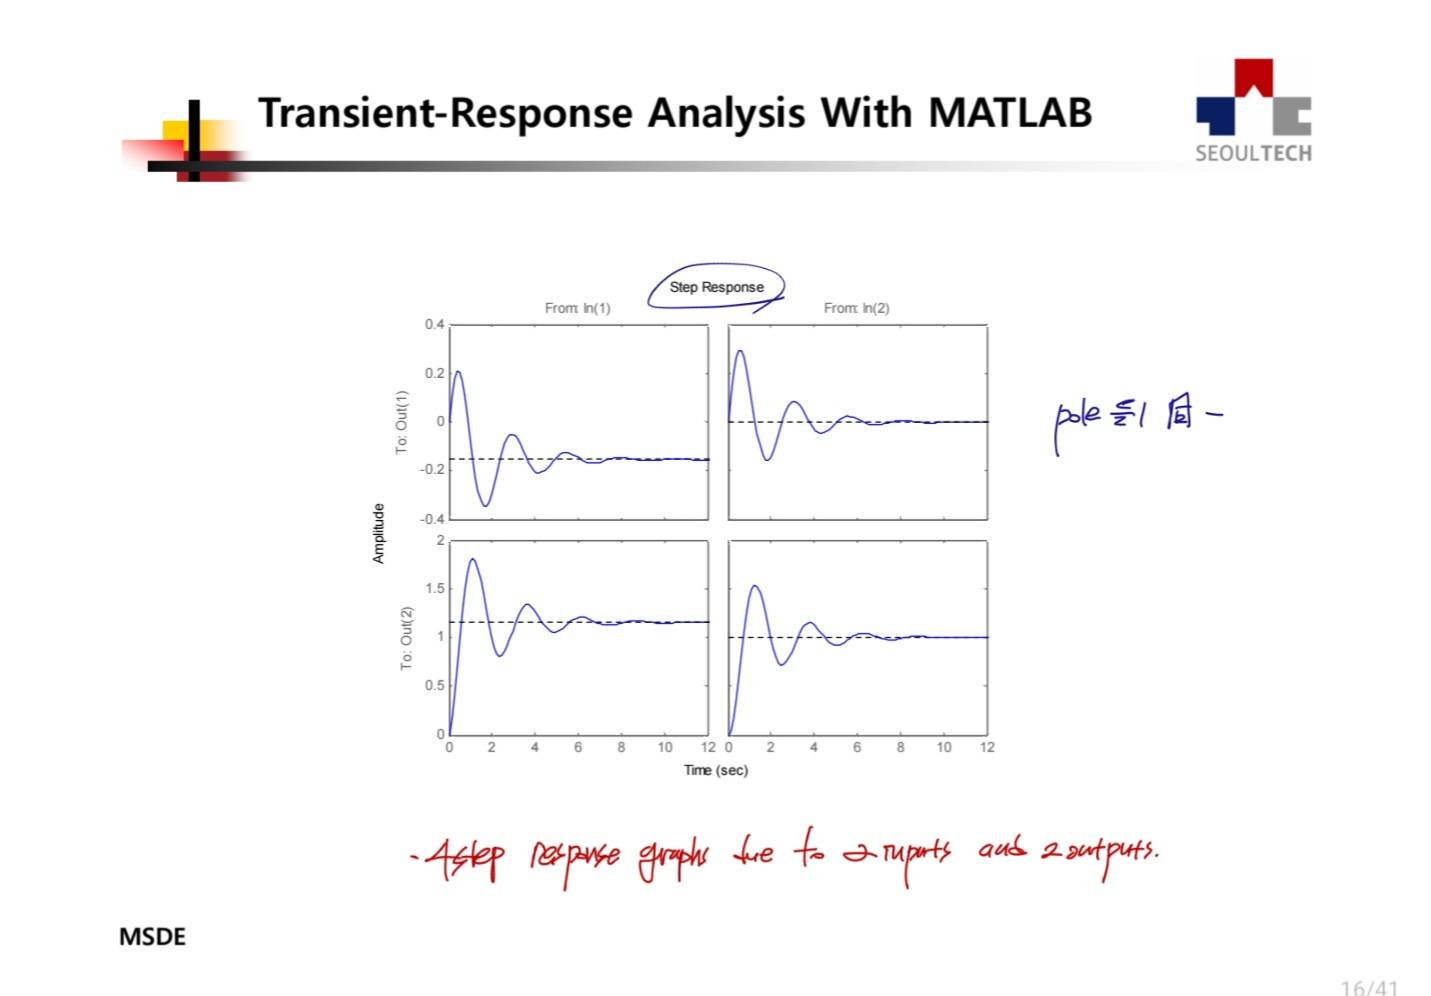 Transient-Response Analysis With MATLAB
SEOULTECH
Step Response
From: In(1) From: In(2)
To: Out(1)
0.4
0.2
0
-0.2
-0.4
pole
Amplitude
To: Out(2)
2
1.5
1
0.5
0
0 2 4 6 8 10 12 0 2 4 6 8 10 12
Time (sec)
- 4 step response graphs due to 2 inputs and 2 outputs.
MSDE
16/41